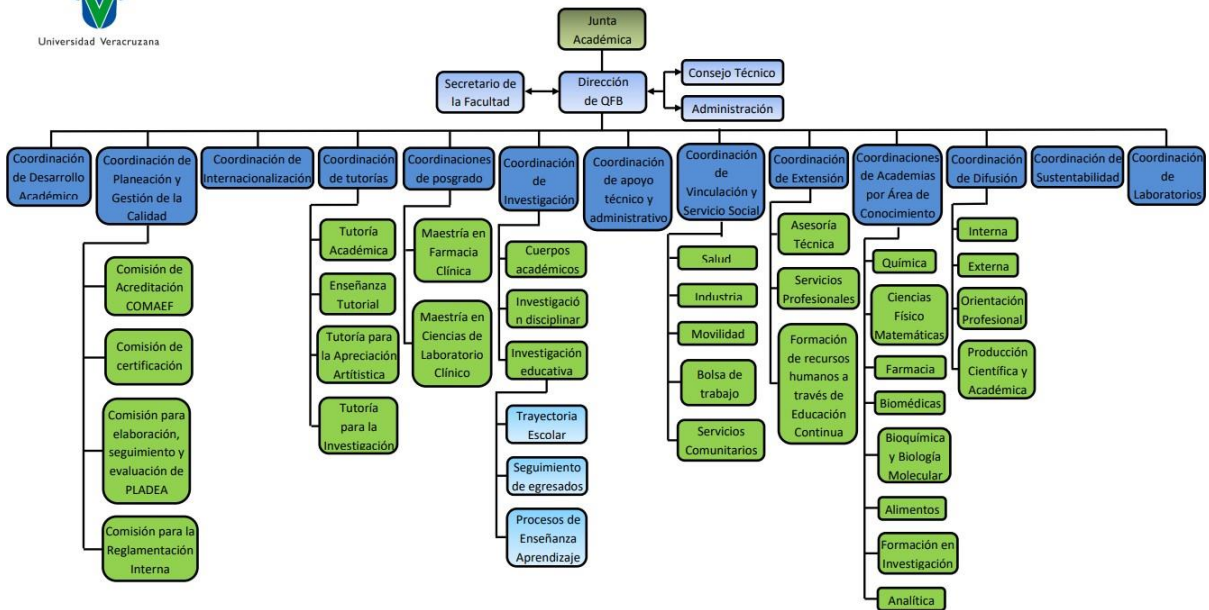 Universidad Veracruzana
Junta
Académica
Secretario de
la Facultad
Dirección
de QFB
Consejo Técnico
Administración
Coordinación
de Desarrollo
Académico
Coordinación de
Planeación y
Gestión de la
Calidad
Coordinación de
Internacionalización
Coordinación
de tutorías
Coordinaciones
de posgrado
Coordinación
de
Investigación
Coordinación
de apoyo
técnico y
administrativo
Coordinación
de
Vinculación y
Servicio Social
Coordinación
de Extensión
Coordinaciones
de Academias
por Área de
Conocimiento
Coordinación
de Difusión
Coordinación de
Sustentabilidad
Coordinación
de
Laboratorios
Comisión de
Acreditación
COMAEF
Comisión de
certificación
Comisión para
elaboración,
seguimiento y
evaluación de
PLADEA
Comisión para la
Reglamentación
Interna
Tutoría
Académica
Enseñanza
Tutorial
Tutoría para
la Apreciación
Artítistica
Tutoría
para la
Investigación
Maestría en
Farmacia
Clínica
Maestría en
Ciencias de
Laboratorio
Clínico
Cuerpos
académicos
Investigació
n disciplinar
Investigación
educativa
Trayectoria
Escolar
Seguimiento
de egresados
Procesos de
Enseñanza
Aprendizaje
Salud
Industria
Movilidad
Bolsa de
trabajo
Servicios
Comunitarios
Asesoría
Técnica
Servicios
Profesionales
Formación
de recursos
humanos a
través de
Educación
Continua
Química
Ciencias
Físico
Matemáticas
Farmacia
Biomédicas
Bioquímica
y Biología
Molecular
Alimentos
Formación en
Investigación
Analítica
Interna
Externa
Orientación
Profesional
Producción
Científica y
Académica